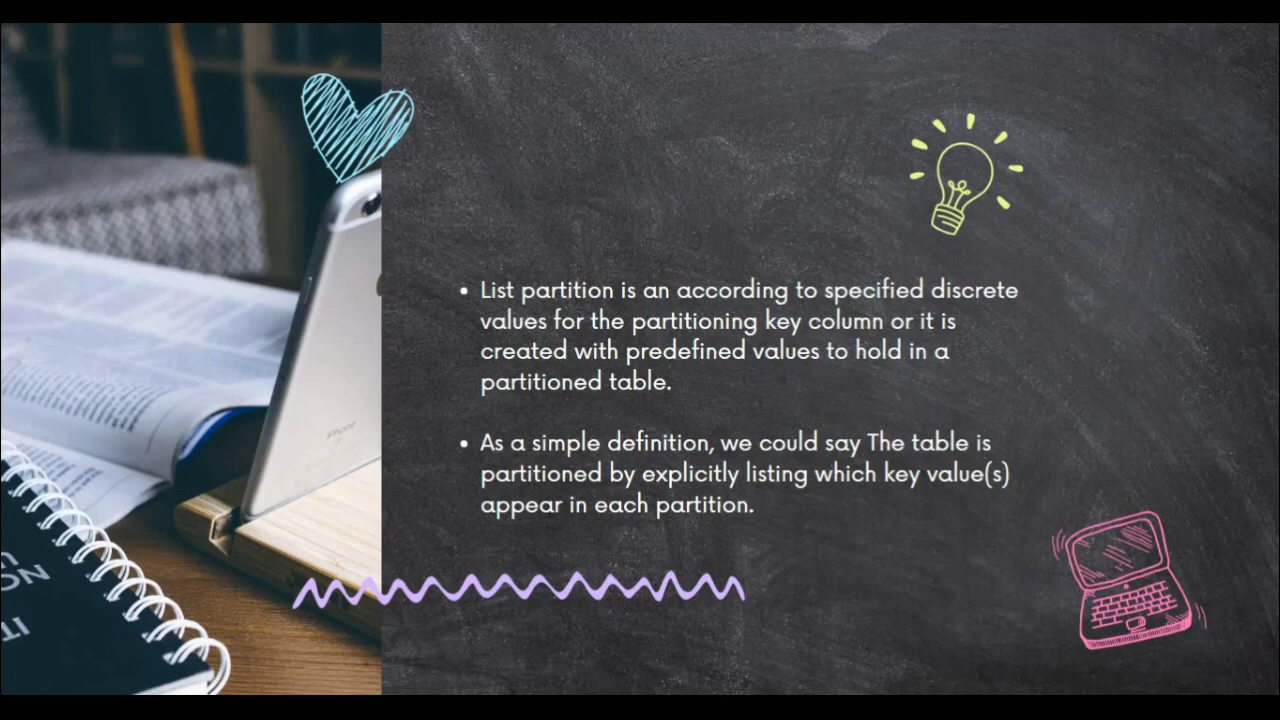 • List partition is an according to specified discrete
values for the partitioning key column or it is
created with predefined values to hold in a
partitioned table.
• As a simple definition, we could say The table is
partitioned by explicitly listing which key value(s)
appear in each partition.
iPhone